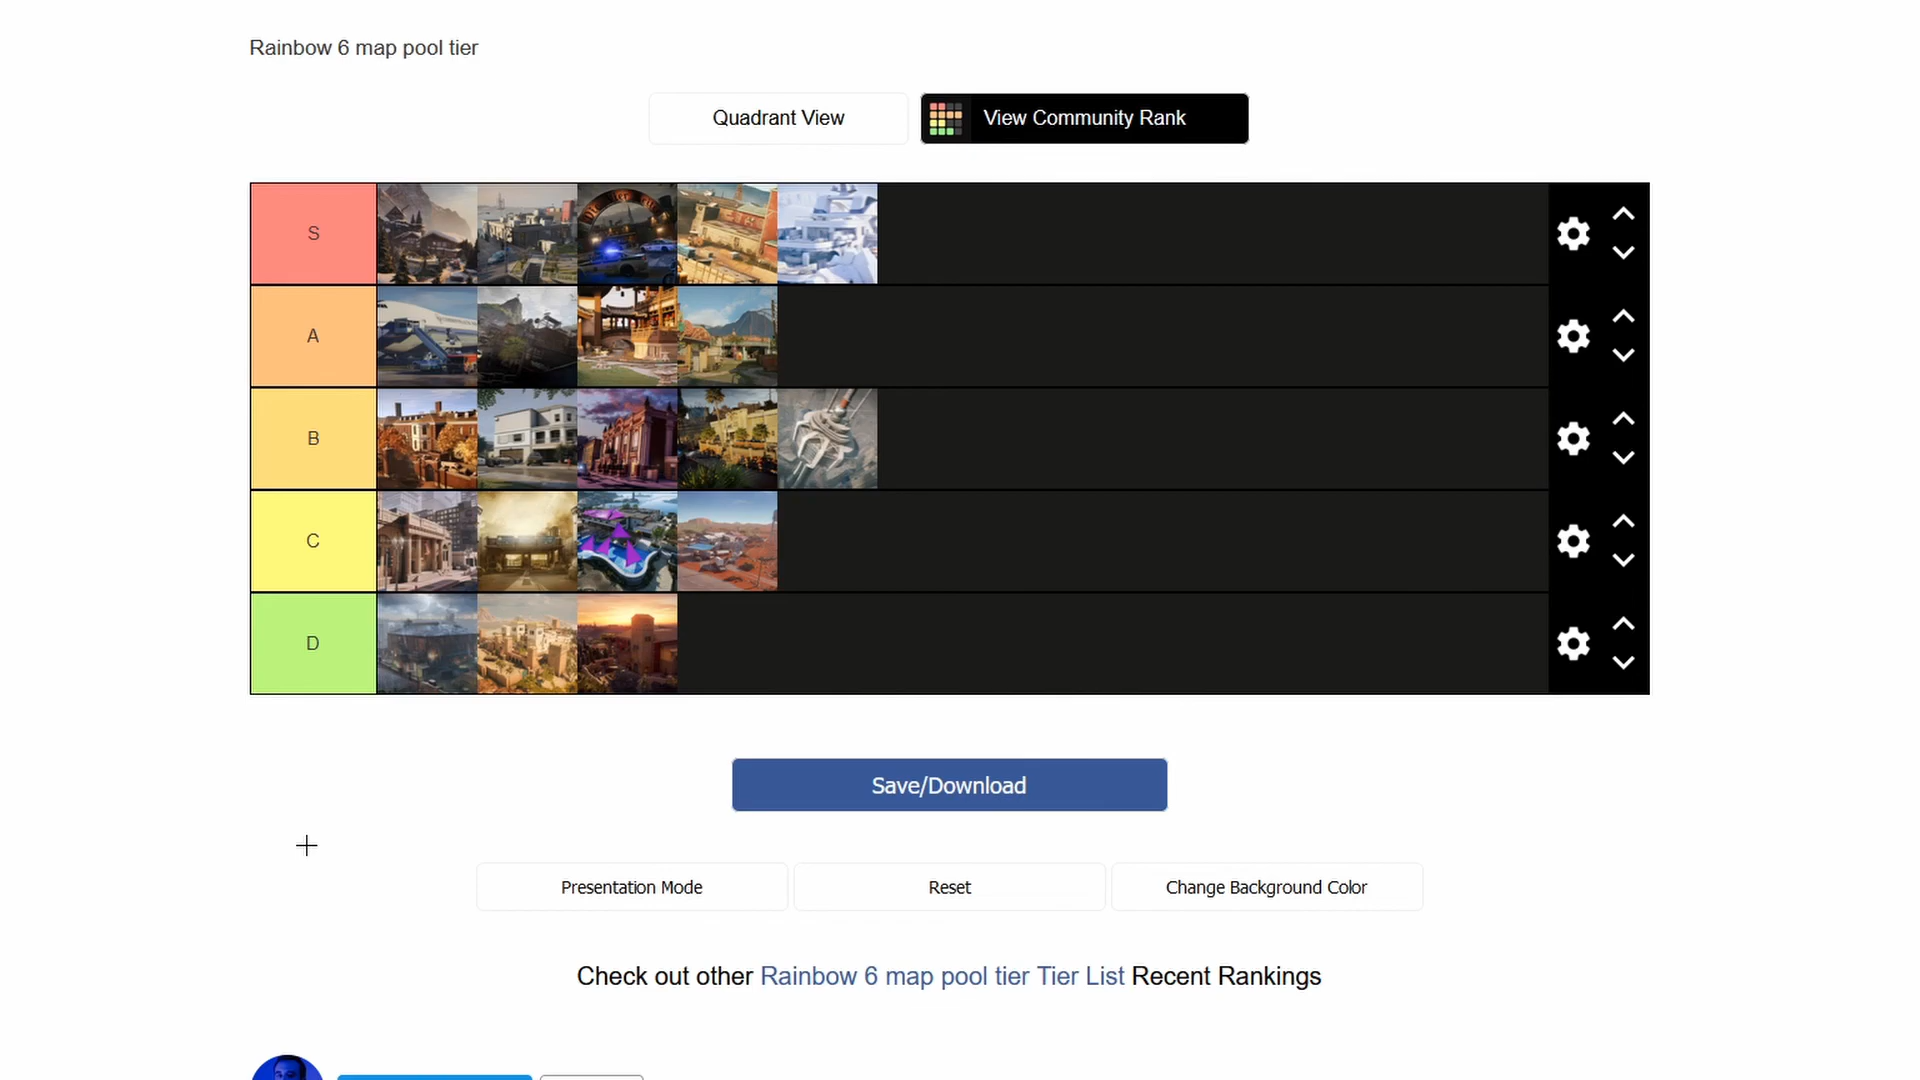 Rainbow 6 map pool tier
Quadrant View
View Community Rank
S
A
B
C
D
Save/Download
Presentation Mode
Reset
Change Background Color
Check out other Rainbow 6 map pool tier Tier List Recent Rankings